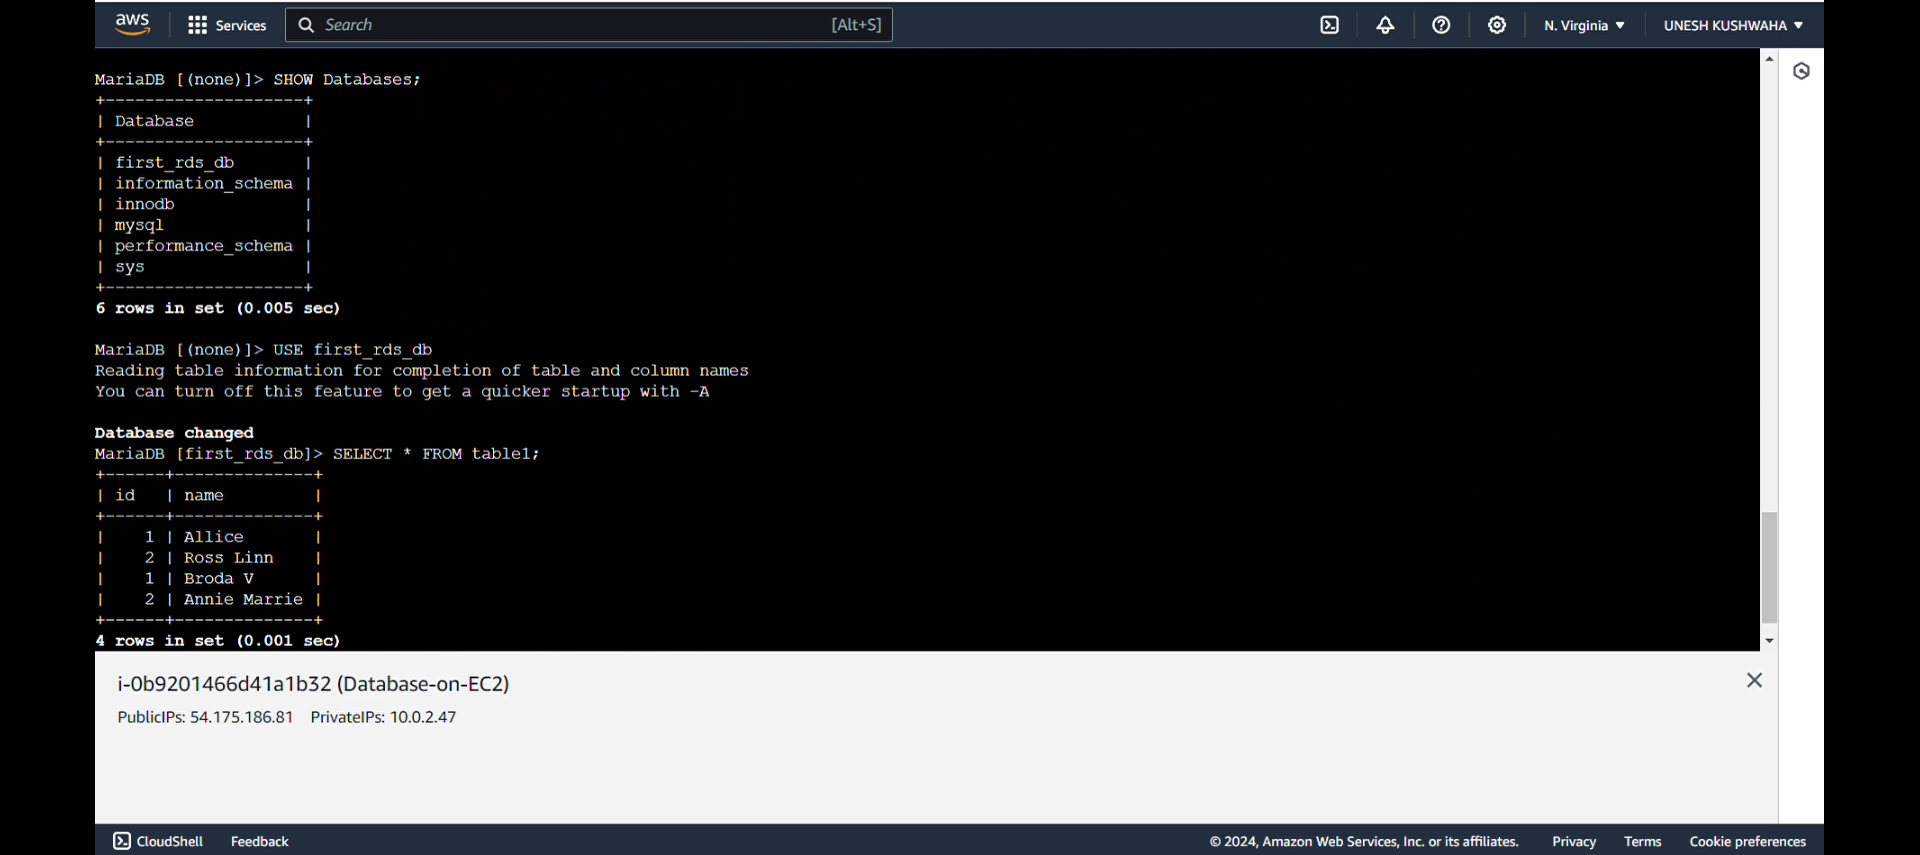 aws Services Search [Alt+S] N. Virginia UNESH KUSHWAHA
MariaDB [(none)]> SHOW Databases;
+--------------------+
| Database           |
+--------------------+
| first_rds_db       |
| information_schema |
| innodb             |
| mysql              |
| performance_schema |
| sys                |
+--------------------+
6 rows in set (0.005 sec)
MariaDB [(none)]> USE first_rds_db
Reading table information for completion of table and column names
You can turn off this feature to get a quicker startup with -A
Database changed
MariaDB [first_rds_db]> SELECT * FROM table1;
+------+--------------+
| id   | name         |
+------+--------------+
|    1 | Allice       |
|    2 | Ross Linn    |
|    1 | Broda V      |
|    2 | Annie Marrie |
+------+--------------+
4 rows in set (0.001 sec)
i-0b9201466d41a1b32 (Database-on-EC2)
PublicIPs: 54.175.186.81 PrivateIPs: 10.0.2.47
CloudShell Feedback © 2024, Amazon Web Services, Inc. or its affiliates. Privacy Terms Cookie preferences